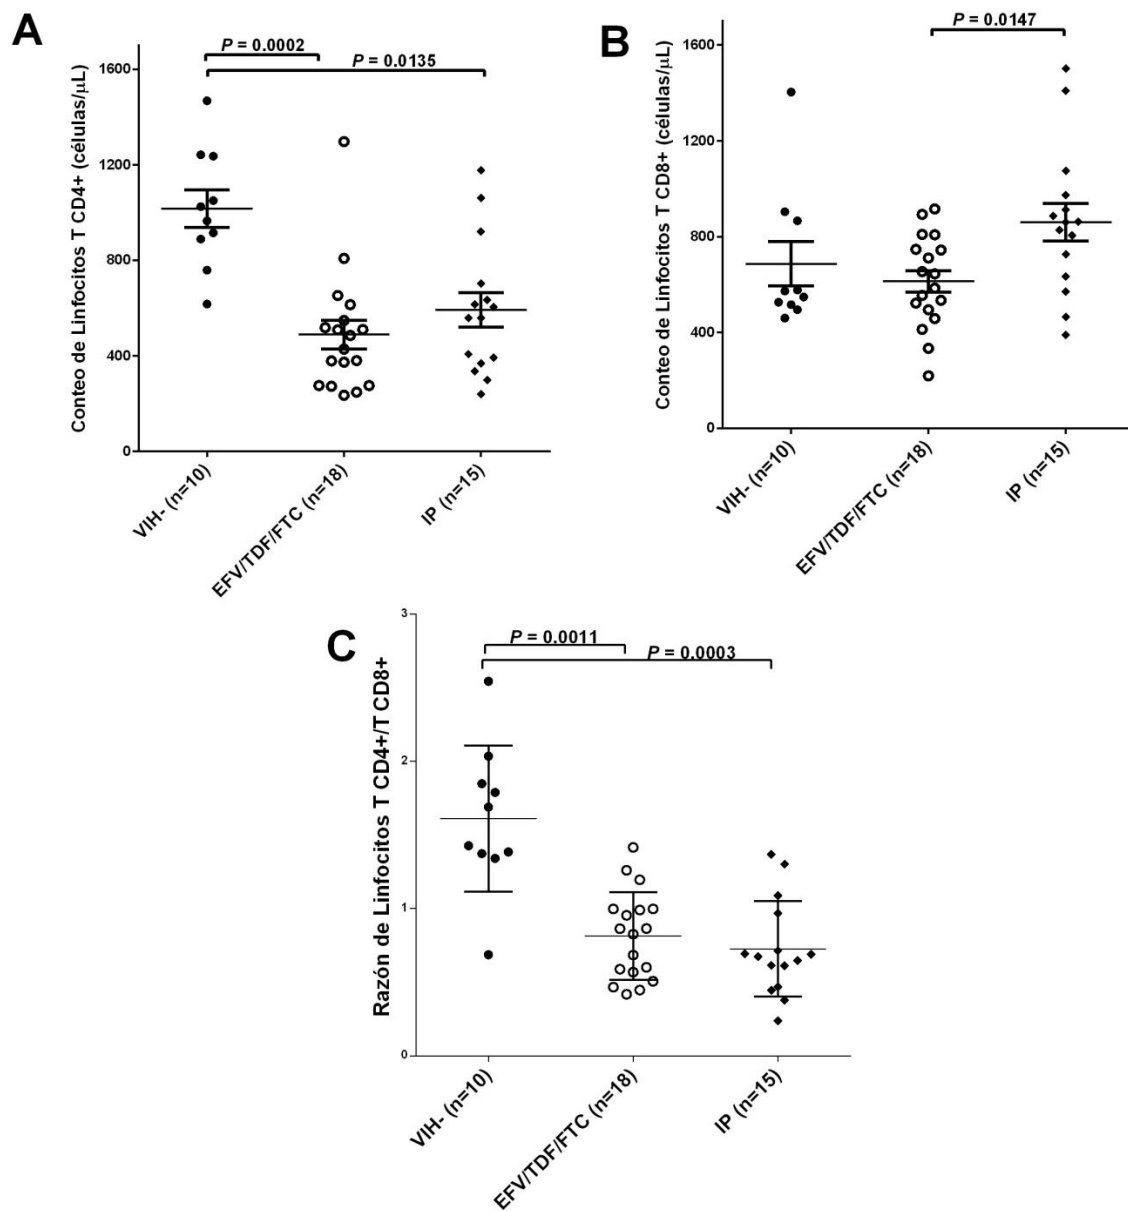 A
P = 0.0002
P = 0.0135
Conteo de Linfocitos T CD4+ (células/μL)
1600
1200
800
400
0
VIH- (n=10)
EFV/TDF/FTC (n=18)
IP (n=15)
B
P = 0.0147
Conteo de Linfocitos T CD8+ (células/μL)
1600
1200
800
400
0
VIH- (n=10)
EFV/TDF/FTC (n=18)
IP (n=15)
C
P = 0.0011
P = 0.0003
Razón de Linfocitos T CD4+/T CD8+
3
2
1
0
VIH- (n=10)
EFV/TDF/FTC (n=18)
IP (n=15)